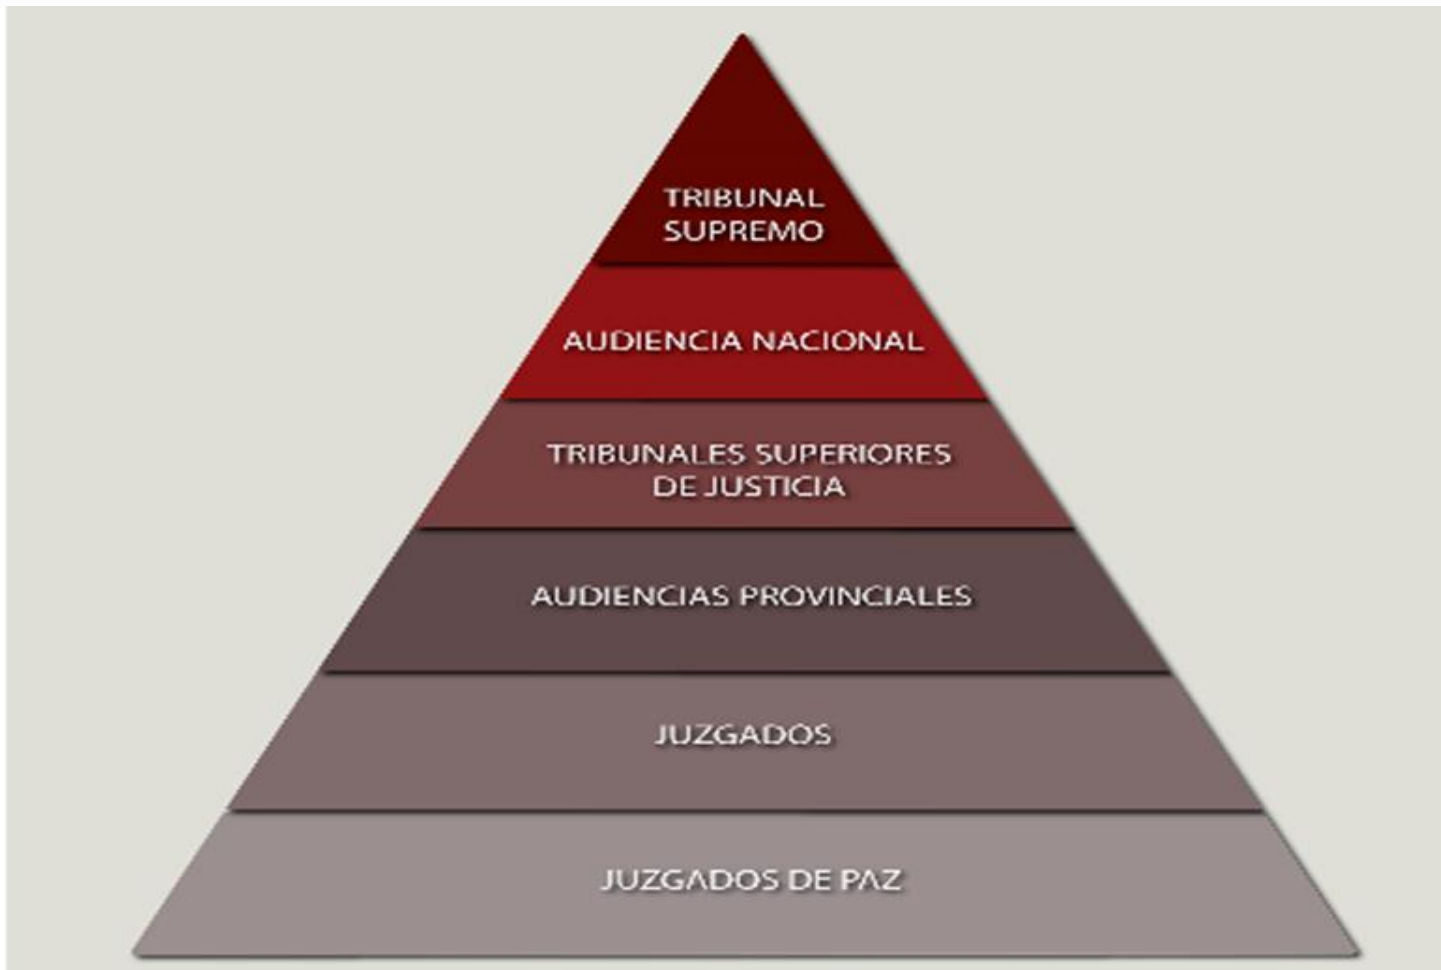 TRIBUNAL
SUPREMO
AUDIENCIA NACIONAL
TRIBUNALES SUPERIORES
DE JUSTICIA
AUDIENCIAS PROVINCIALES
JUZGADOS
JUZGADOS DE PAZ